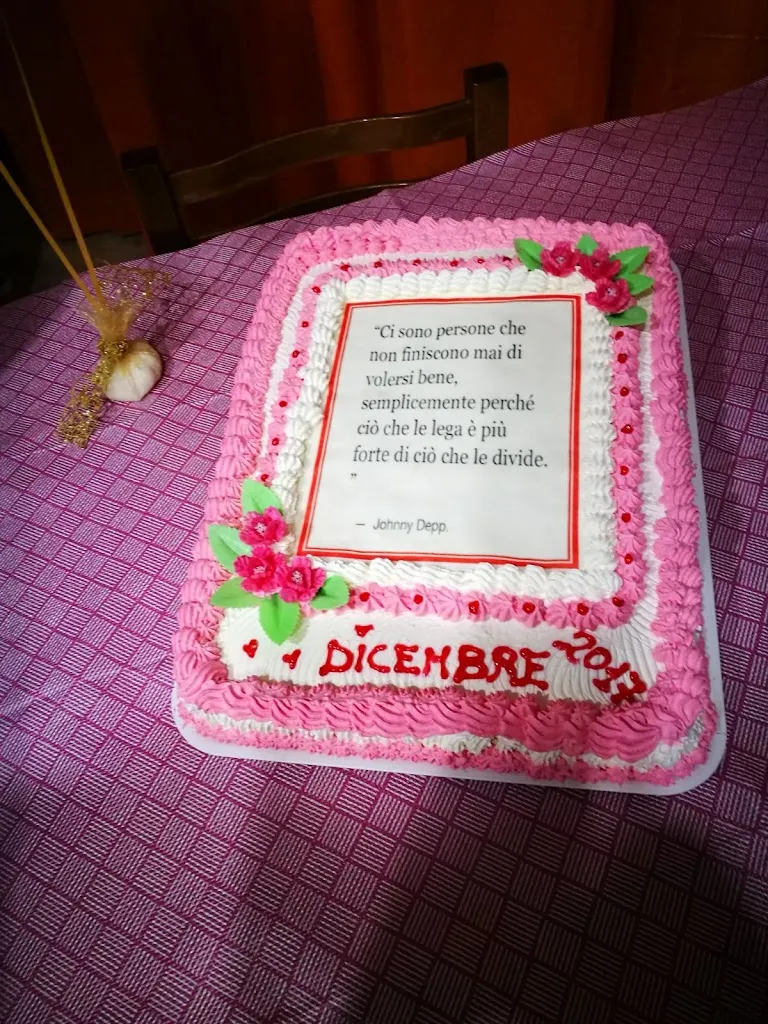 “Ci sono persone che
non finiscono mai di
volersi bene,
semplicemente perché
ciò che le lega è più
forte di ciò che le divide.
”
— Johnny Depp.
DICEMBRE 2017